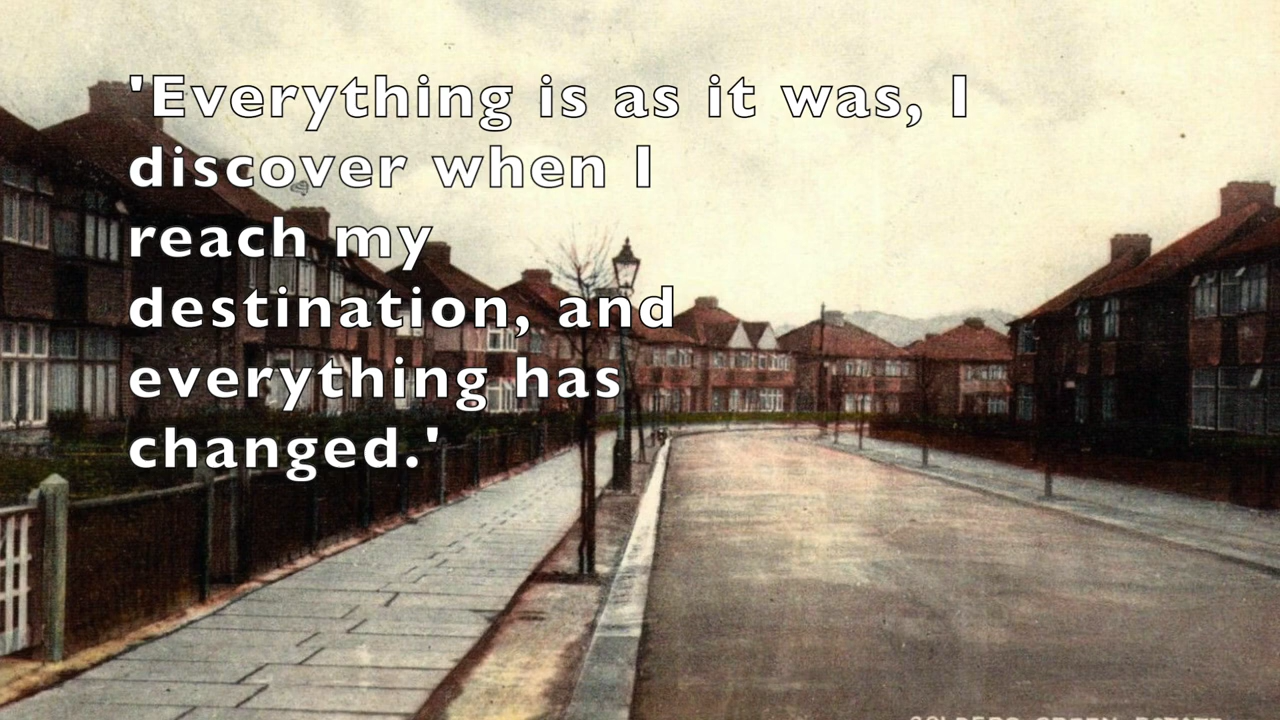 'Everything is as it was, I
discover when I
reach my
destination, and
everything has
changed.'